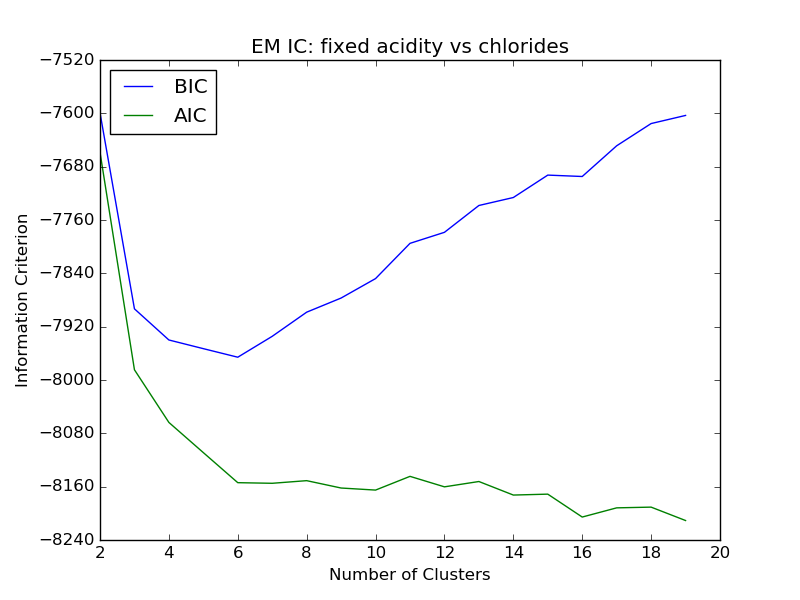 EM IC: fixed acidity vs chlorides
BIC
AIC
−7520
−7600
−7680
−7760
−7840
−7920
−8000
−8080
−8160
−8240
Information Criterion
2 4 6 8 10 12 14 16 18 20
Number of Clusters